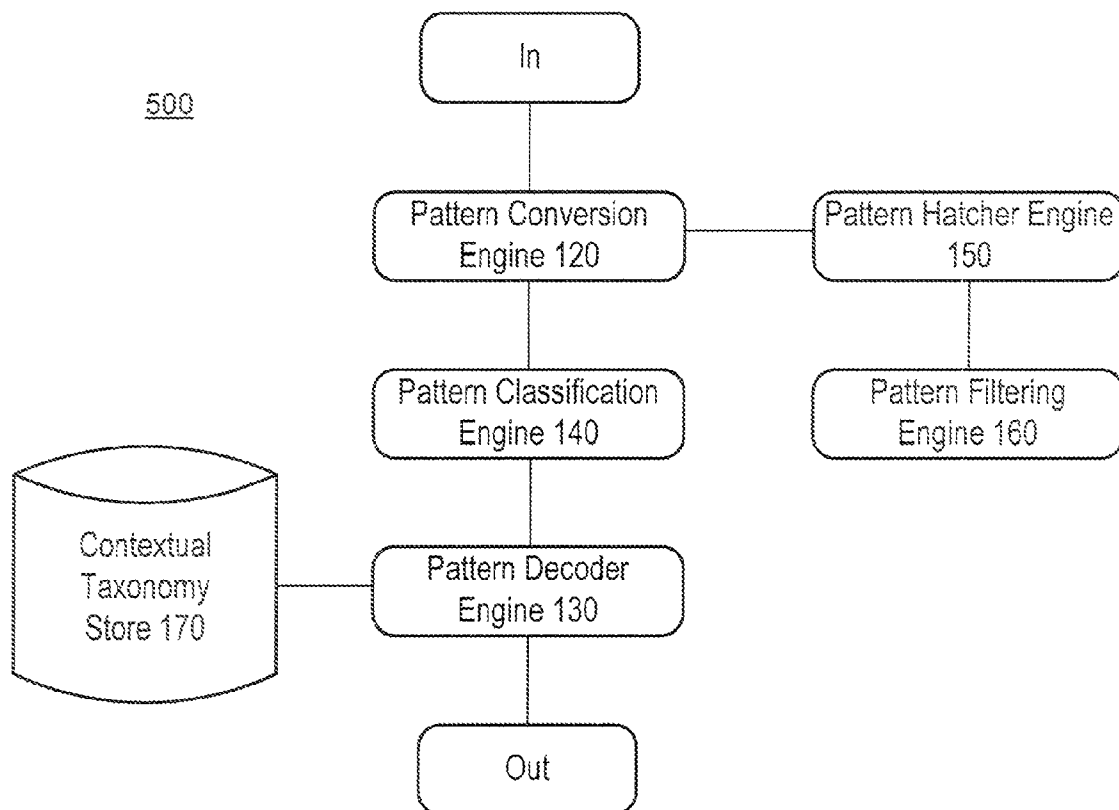 In
500
Pattern Conversion
Engine 120
Pattern Hatcher Engine
150
Pattern Classification
Engine 140
Pattern Filtering
Engine 160
Contextual
Taxonomy
Store 170
Pattern Decoder
Engine 130
Out